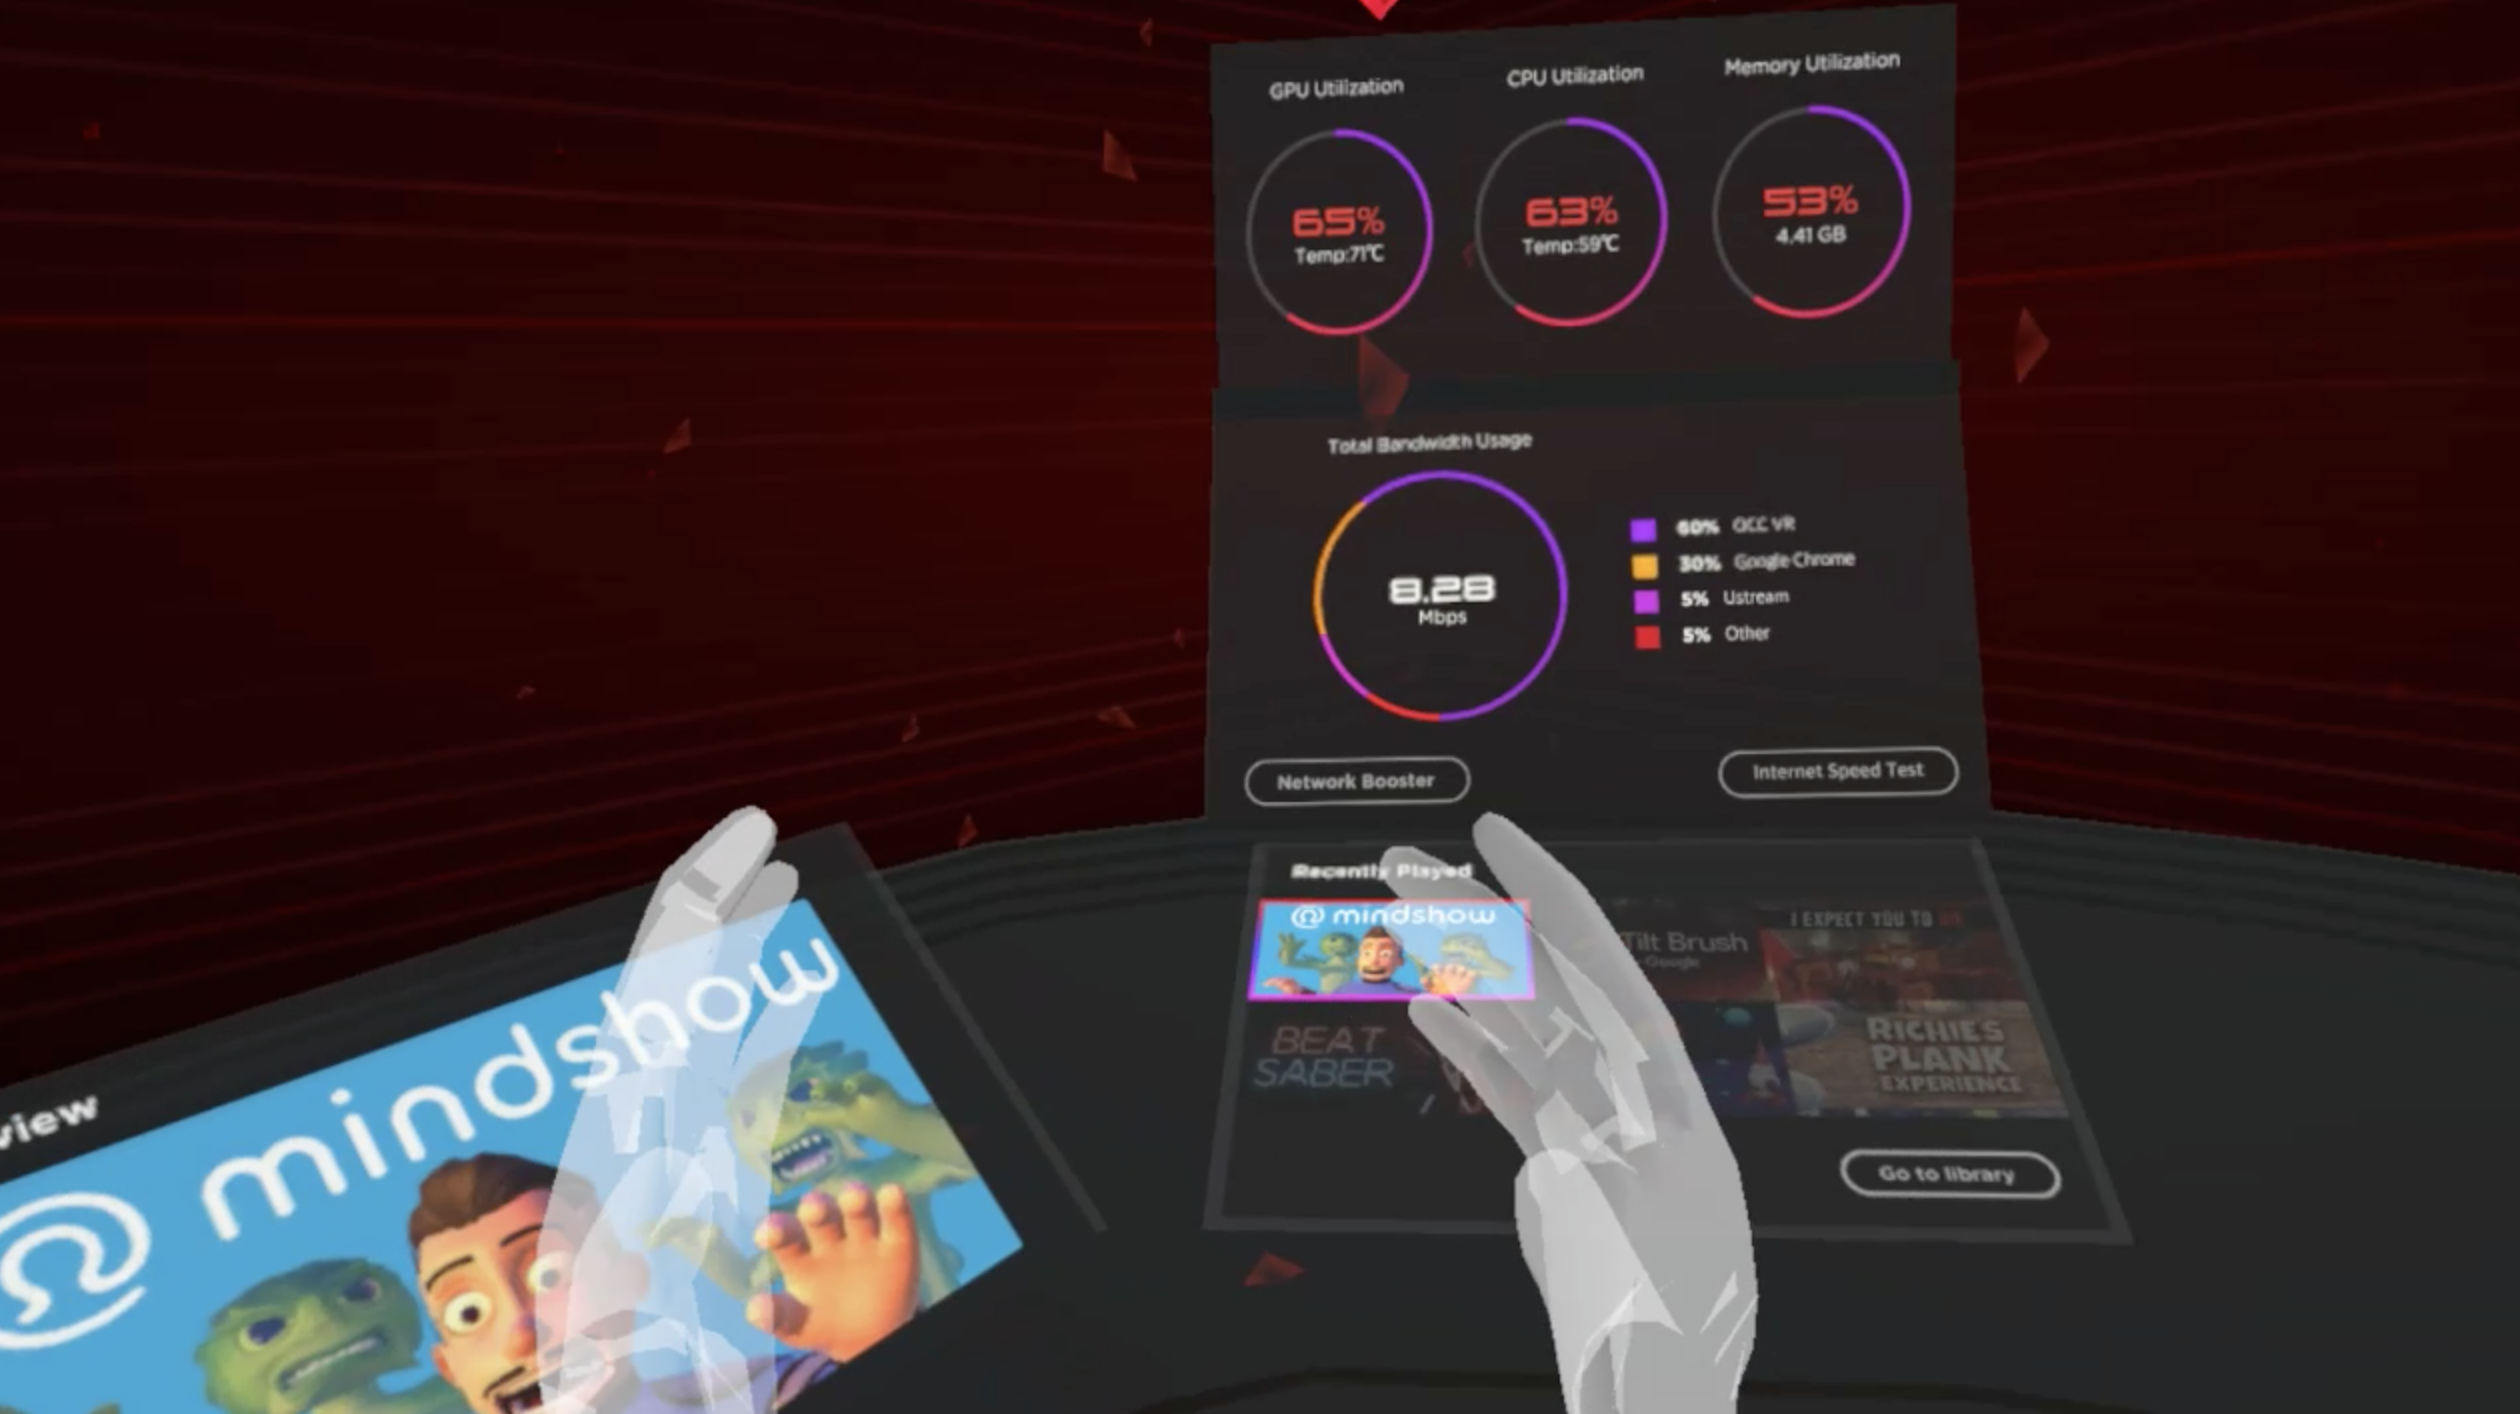 GPU Utilization
CPU Utilization
Memory Utilization
65%
Temp:71℃
63%
Temp:59℃
53%
4.41 GB
Total Bandwidth Usage
8.28
Mbps
60% OCC VR
30% Google Chrome
5% Ustream
5% Other
Network Booster
Internet Speed Test
Recently Played
mindshow
Tilt Brush
Google
I EXPECT YOU TO
BEAT
SABER
RICHIE'S
PLANK
EXPERIENCE
Go to library
view
mindshow